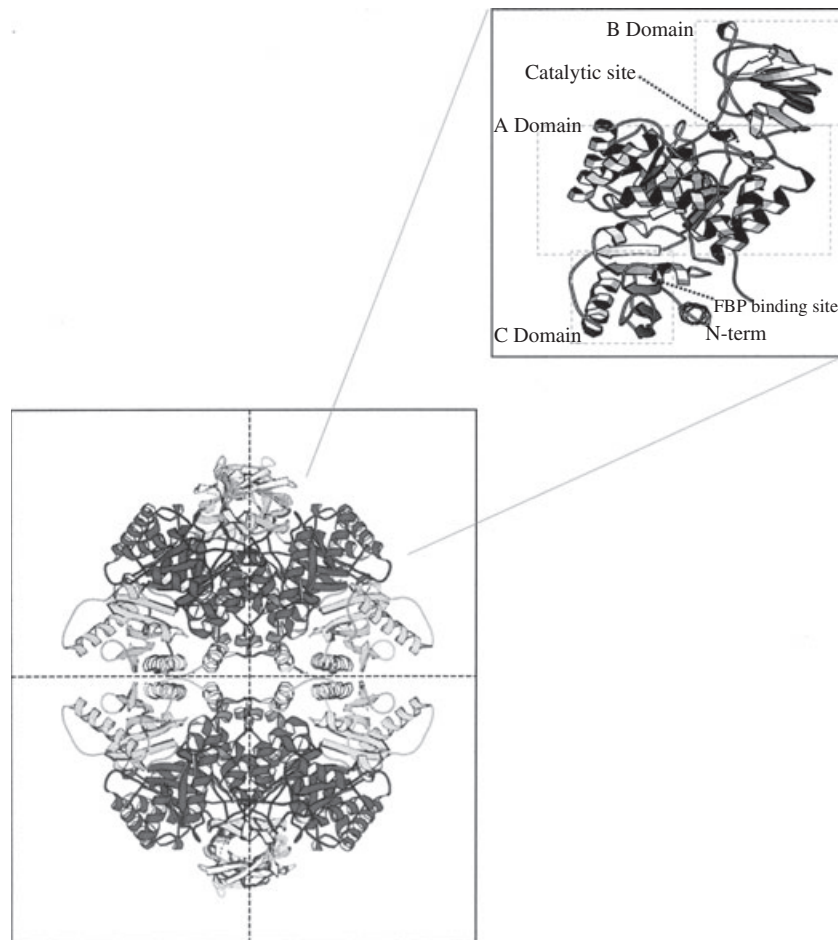 B Domain
Catalytic site
A Domain
FBP binding site
C Domain
N-term